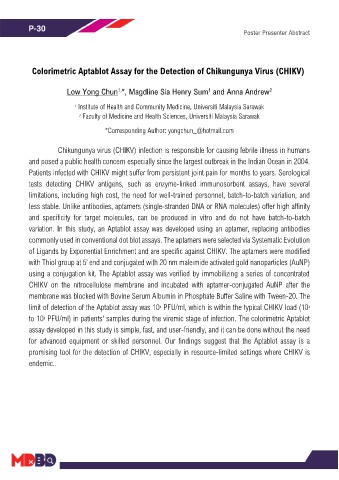 P-30
Poster Presenter Abstract
Colorimetric Aptablot Assay for the Detection of Chikungunya Virus (CHIKV)
Low Yong Chun¹,*, Magdline Sia Henry Sum¹ and Anna Andrew²
¹ Institute of Health and Community Medicine, Universiti Malaysia Sarawak
² Faculty of Medicine and Health Sciences, Universiti Malaysia Sarawak
*Corresponding Author: yongchun_@hotmail.com
Chikungunya virus (CHIKV) infection is responsible for causing febrile illness in humans
and posed a public health concern especially since the largest outbreak in the Indian Ocean in 2004.
Patients infected with CHIKV might suffer from persistent joint pain for months to years. Serological
tests detecting CHIKV antigens, such as enzyme-linked immunosorbent assays, have several
limitations, including high cost, the need for well-trained personnel, batch-to-batch variation, and
less stable. Unlike antibodies, aptamers (single-stranded DNA or RNA molecules) offer high affinity
and specificity for target molecules, can be produced in vitro and do not have batch-to-batch
variation. In this study, an Aptablot assay was developed using an aptamer, replacing antibodies
commonly used in conventional dot blot assays. The aptamers were selected via Systematic Evolution
of Ligands by Exponential Enrichment and are specific against CHIKV. The aptamers were modified
with Thiol group at 5' end and conjugated with 20 nm maleimide activated gold nanoparticles (AuNP)
using a conjugation kit. The Aptablot assay was verified by immobilizing a series of concentrated
CHIKV on the nitrocellulose membrane and incubated with aptamer-conjugated AuNP after the
membrane was blocked with Bovine Serum Albumin in Phosphate Buffer Saline with Tween-20. The
limit of detection of the Aptablot assay was PFU/ml, which is within the typical CHIKV load
to PFU/ml) in patients' samples during the viremic stage of infection. The colorimetric Aptablot
assay developed in this study is simple, fast, and user-friendly, and it can be done without the need
for advanced equipment or skilled personnel. Our findings suggest that the Aptablot assay is a
promising tool for the detection of CHIKV, especially in resource-limited settings where CHIKV is
endemic.